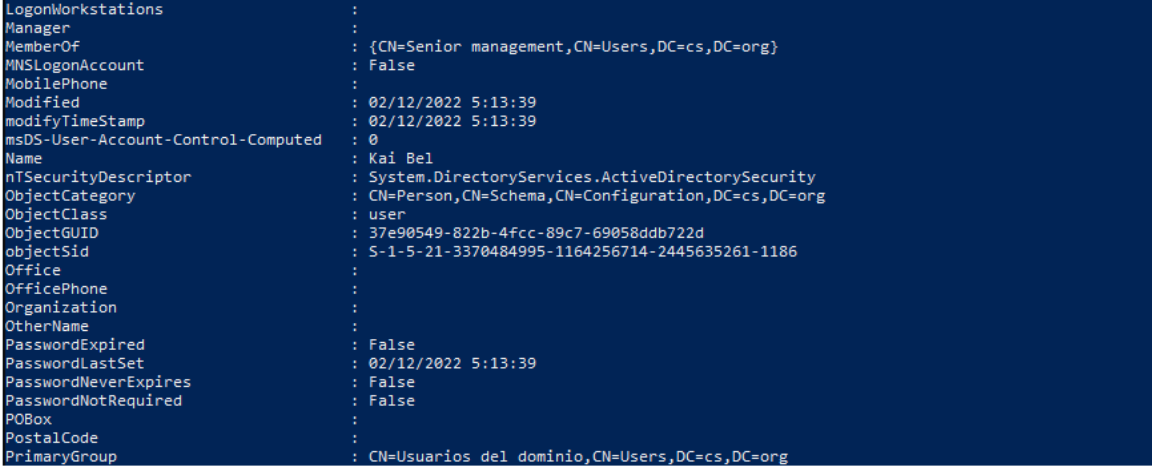 LogonWorkstations :
Manager :
MemberOf : {CN=Senior management,CN=Users,DC=cs,DC=org}
MNSLogonAccount : False
MobilePhone :
Modified : 02/12/2022 5:13:39
modifyTimeStamp : 02/12/2022 5:13:39
msDS-User-Account-Control-Computed : 0
Name : Kai Bel
nTSecurityDescriptor : System.DirectoryServices.ActiveDirectorySecurity
ObjectCategory : CN=Person,CN=Schema,CN=Configuration,DC=cs,DC=org
ObjectClass : user
ObjectGUID : 37e90549-822b-4fcc-89c7-69058ddb722d
objectSid : S-1-5-21-3370484995-1164256714-2445635261-1186
Office :
OfficePhone :
Organization :
OtherName :
PasswordExpired : False
PasswordLastSet : 02/12/2022 5:13:39
PasswordNeverExpires : False
PasswordNotRequired : False
POBox :
PostalCode :
PrimaryGroup : CN=Usuarios del dominio,CN=Users,DC=cs,DC=org